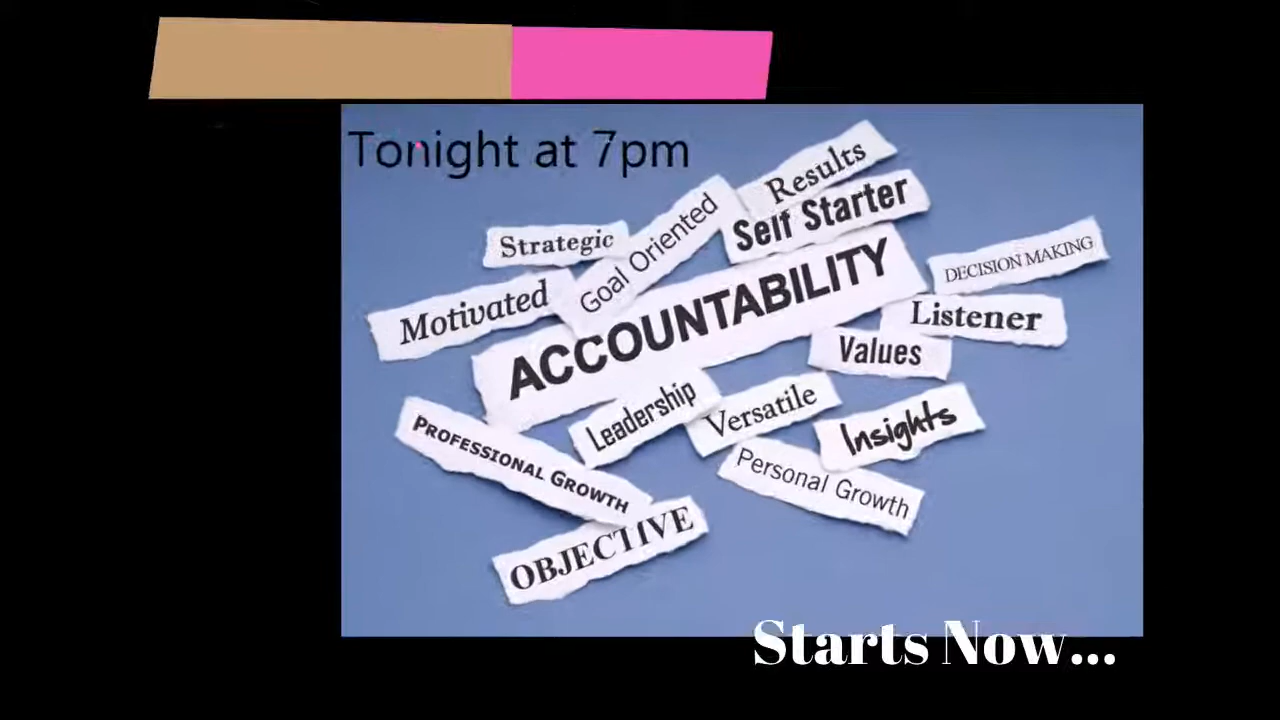 Tonight at 7pm
Results
Self Starter
Strategic
Goal Oriented
DECISION MAKING
Motivated
ACCOUNTABILITY
Listener
Values
Leadership
Versatile
Insights
PROFESSIONAL GROWTH
Personal Growth
OBJECTIVE
Starts Now...